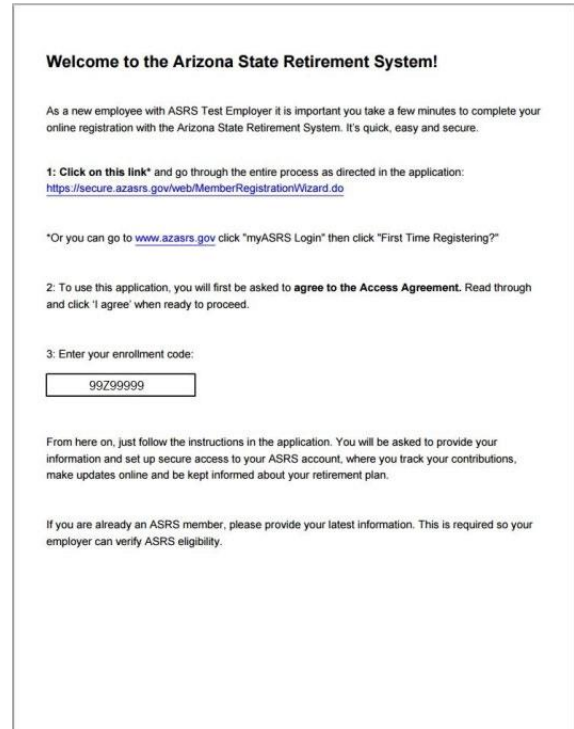 Welcome to the Arizona State Retirement System!
As a new employee with ASRS Test Employer it is important you take a few minutes to complete your
online registration with the Arizona State Retirement System. It's quick, easy and secure.
1: Click on this link* and go through the entire process as directed in the application:
https://secure.azasrs.gov/web/MemberRegistrationWizard.do
*Or you can go to www.azasrs.gov click "myASRS Login" then click "First Time Registering?"
2: To use this application, you will first be asked to agree to the Access Agreement. Read through
and click 'I agree' when ready to proceed.
3: Enter your enrollment code:
99Z99999
From here on, just follow the instructions in the application. You will be asked to provide your
information and set up secure access to your ASRS account, where you track your contributions,
make updates online and be kept informed about your retirement plan.
If you are already an ASRS member, please provide your latest information. This is required so your
employer can verify ASRS eligibility.